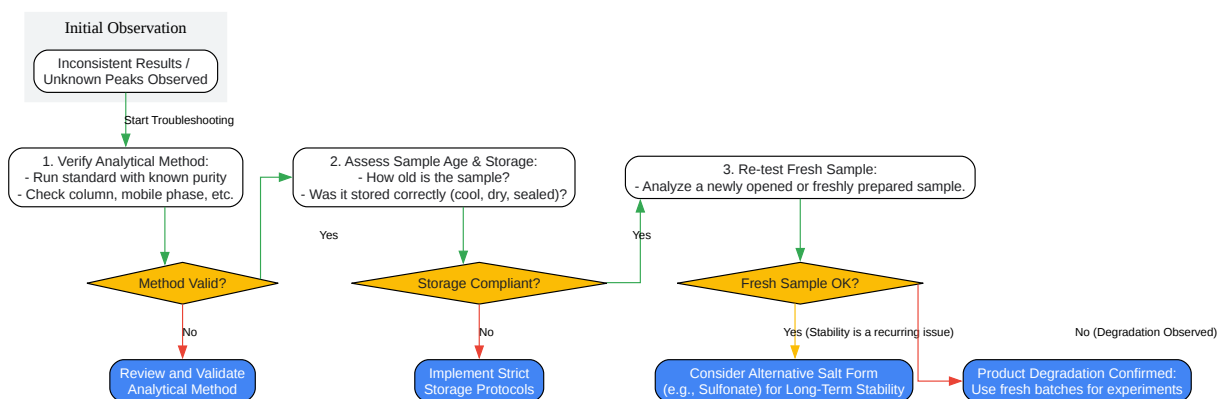 Initial Observation
Inconsistent Results /
Unknown Peaks Observed
Start Troubleshooting
1. Verify Analytical Method:
- Run standard with known purity
- Check column, mobile phase, etc.
2. Assess Sample Age & Storage:
- How old is the sample?
- Was it stored correctly (cool, dry, sealed)?
3. Re-test Fresh Sample:
- Analyze a newly opened or freshly prepared sample.
Yes
Yes
Method Valid?
Storage Compliant?
Fresh Sample OK?
No
No
Yes (Stability is a recurring issue)
No (Degradation Observed)
Review and Validate
Analytical Method
Implement Strict
Storage Protocols
Consider Alternative Salt Form
(e.g., Sulfonate) for Long-Term Stability
Product Degradation Confirmed:
Use fresh batches for experiments